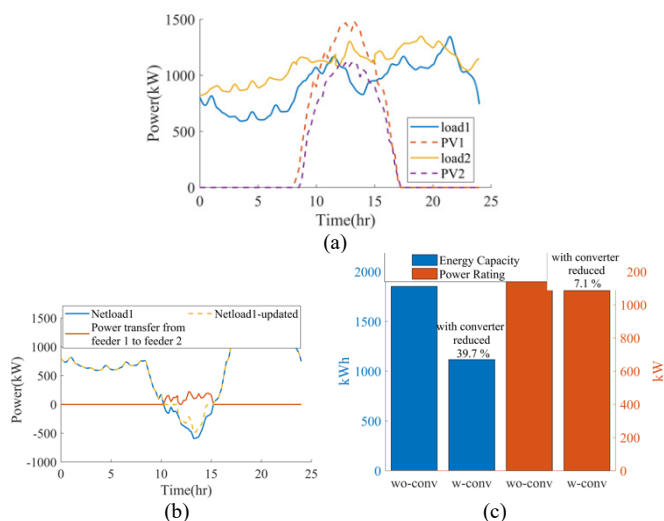 1500
1000
500
0
Power(kW)
0
5
10
15
20
25
Time(hr)
load1
PV1
load2
PV2
(a)
Netload1
Netload1-updated
Power transfer from
feeder 1 to feeder 2
1500
1000
500
0
-500
-1000
Power(kW)
0
5
10
15
20
25
Time(hr)
(b)
Energy Capacity
Power Rating
with converter
reduced
39.7 %
with converter
reduced
7.1 %
2000
1500
1000
500
0
kWh
1200
1000
800
600
400
200
0
kW
wo-conv
w-conv
wo-conv
w-conv
(c)